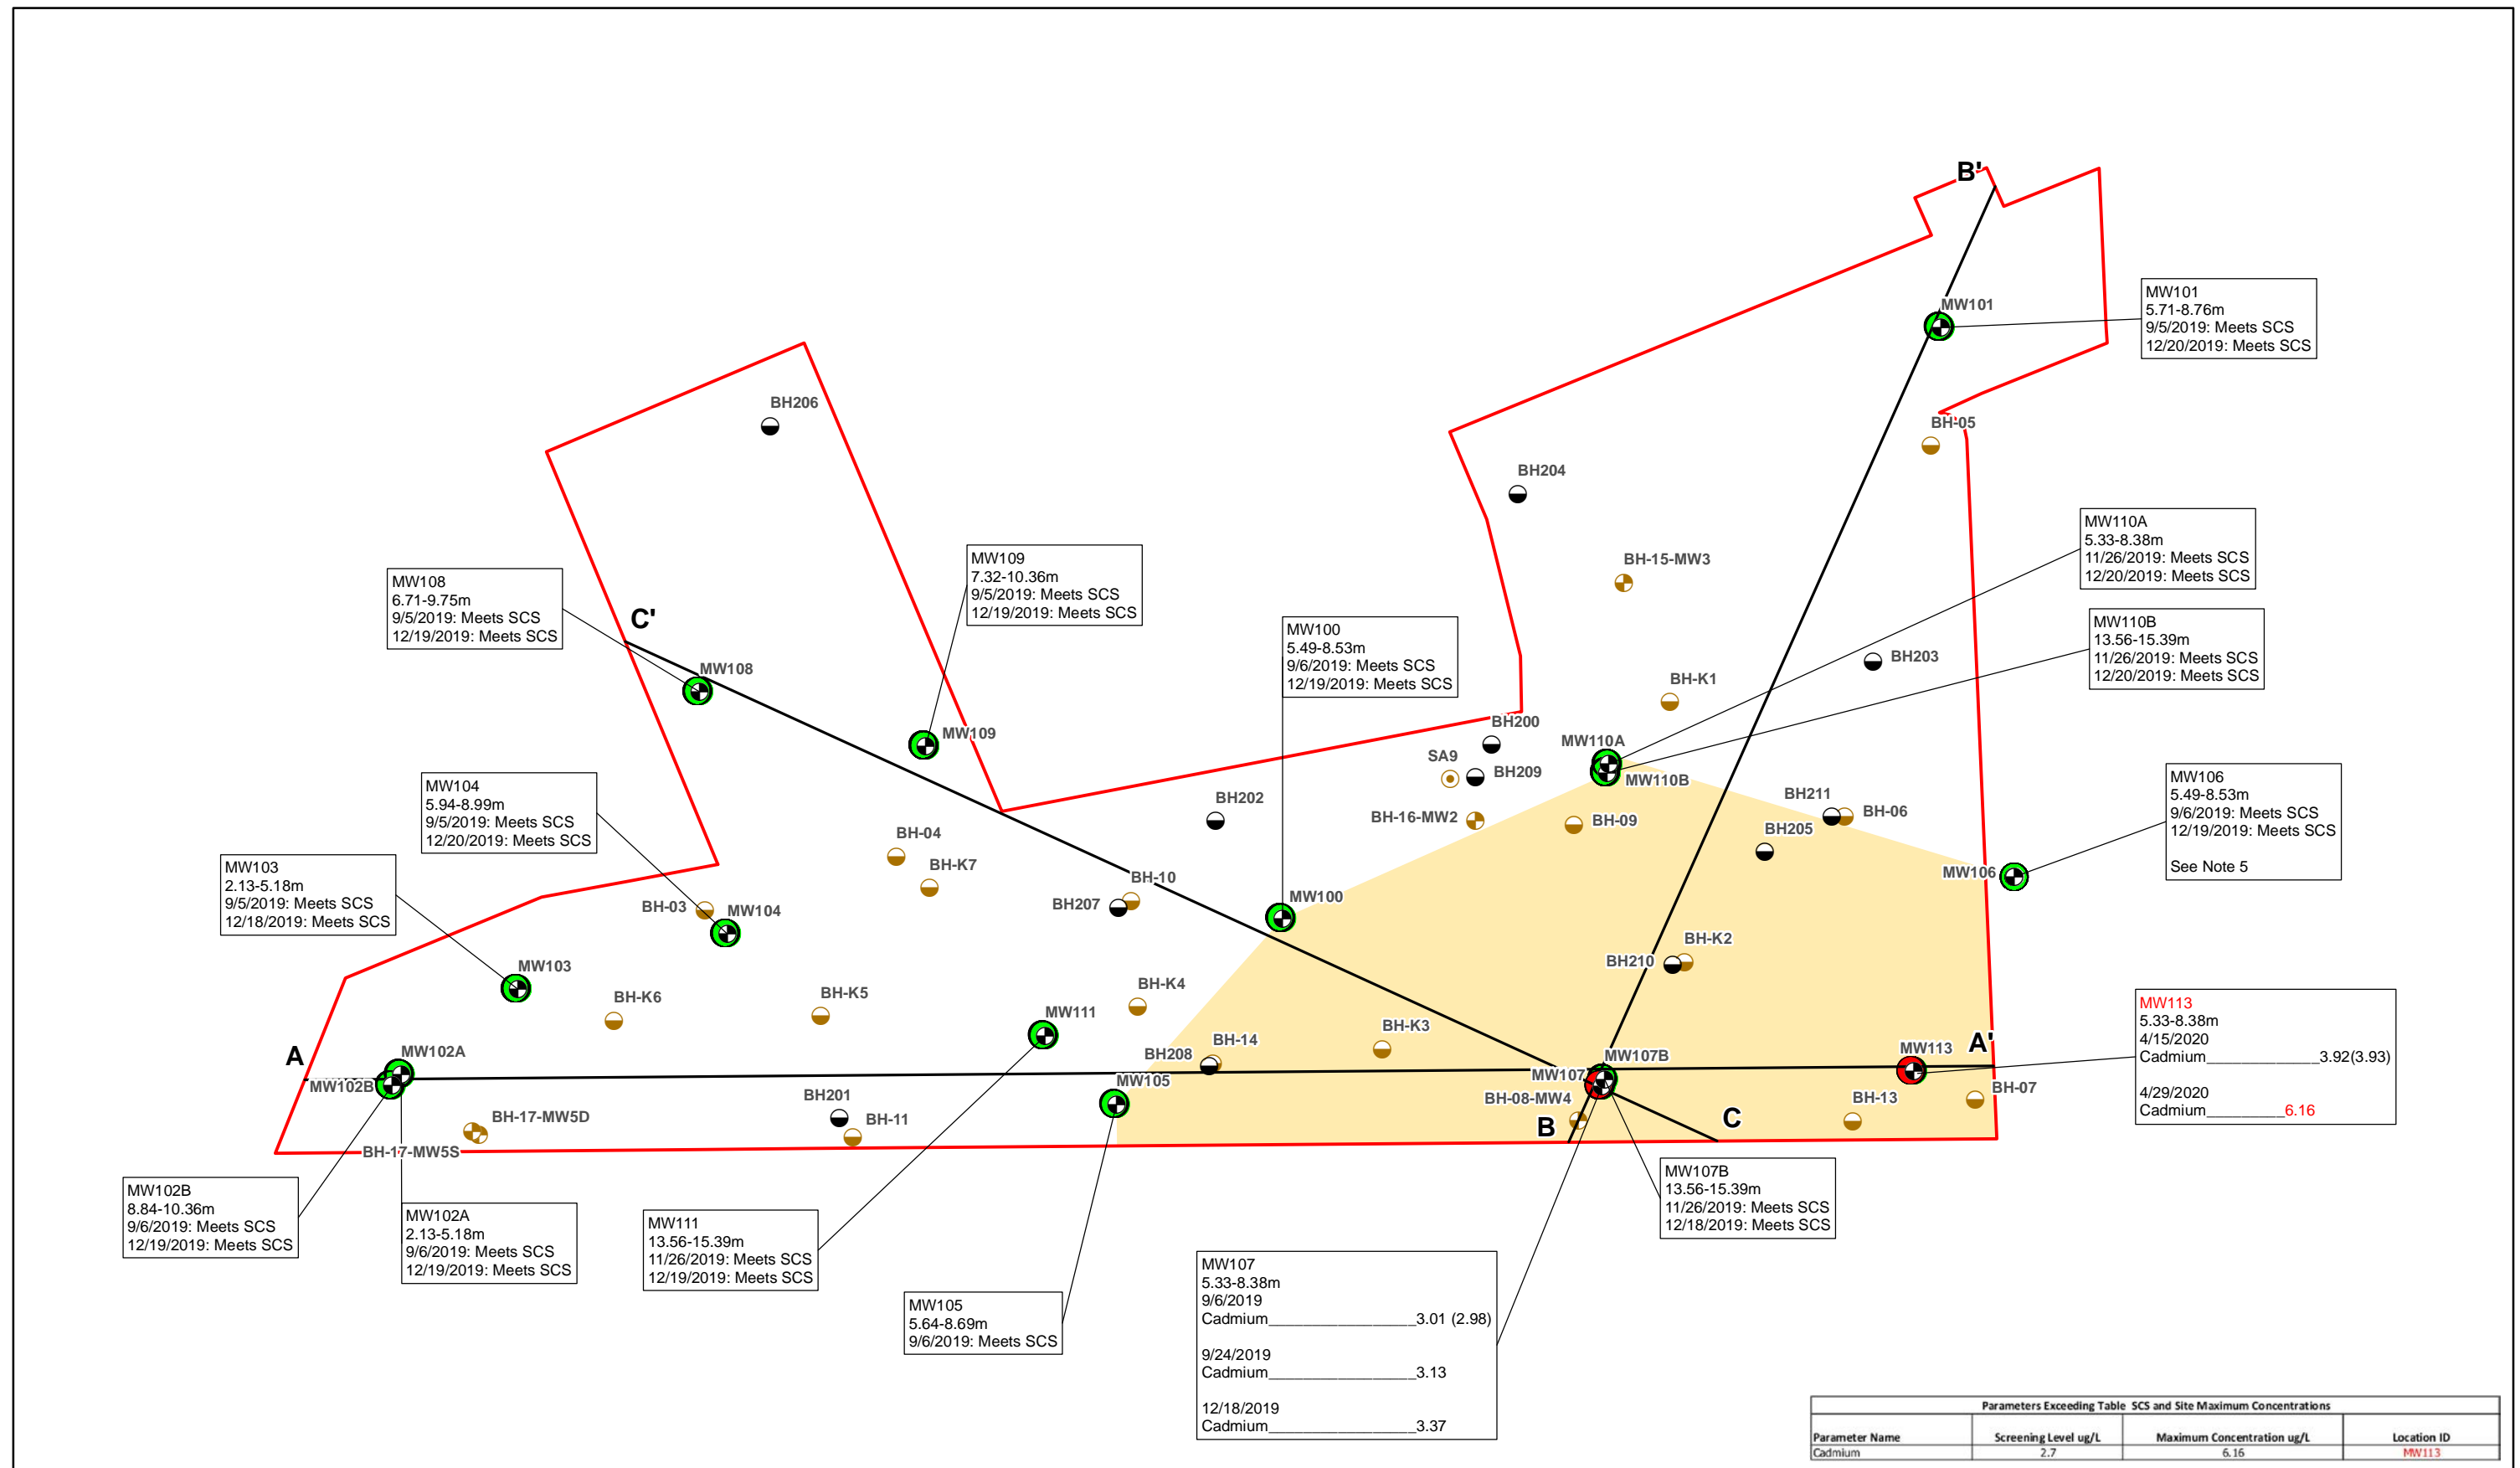 B'
MW101
MW101
5.71-8.76m
9/5/2019: Meets SCS
12/20/2019: Meets SCS
BH206
BH-05
BH204
MW110A
5.33-8.38m
11/26/2019: Meets SCS
12/20/2019: Meets SCS
MW109
7.32-10.36m
9/5/2019: Meets SCS
12/19/2019: Meets SCS
BH-15-MW3
MW108
6.71-9.75m
9/5/2019: Meets SCS
12/19/2019: Meets SCS
C'
MW100
5.49-8.53m
9/6/2019: Meets SCS
12/19/2019: Meets SCS
MW110B
13.56-15.39m
11/26/2019: Meets SCS
12/20/2019: Meets SCS
BH203
MW108
BH-K1
BH200
MW109
MW110A
SA9
BH209
MW110B
MW104
5.94-8.99m
9/5/2019: Meets SCS
12/20/2019: Meets SCS
BH202
BH211
BH-06
MW106
5.49-8.53m
9/6/2019: Meets SCS
12/19/2019: Meets SCS
See Note 5
BH-16-MW2
BH-09
BH205
BH-04
BH-K7
MW103
2.13-5.18m
9/5/2019: Meets SCS
12/18/2019: Meets SCS
BH-10
MW106
BH-03
MW104
BH207
MW100
BH-K2
BH210
MW103
BH-K6
BH-K5
BH-K4
MW111
BH-K3
MW113
5.33-8.38m
4/15/2020
Cadmium______________3.92(3.93)
4/29/2020
Cadmium_________6.16
A
MW102A
MW102B
BH-14
BH208
MW107B
MW113
A'
MW105
MW107
BH-07
BH201
BH-11
BH-08-MW4
BH-13
B
C
BH-17-MW5D
BH-17-MW5S
MW102B
8.84-10.36m
9/6/2019: Meets SCS
12/19/2019: Meets SCS
MW102A
2.13-5.18m
9/6/2019: Meets SCS
12/19/2019: Meets SCS
MW111
13.56-15.39m
11/26/2019: Meets SCS
12/19/2019: Meets SCS
MW107B
13.56-15.39m
11/26/2019: Meets SCS
12/18/2019: Meets SCS
MW105
5.64-8.69m
9/6/2019: Meets SCS
MW107
5.33-8.38m
9/6/2019
Cadmium__________________3.01 (2.98)
9/24/2019
Cadmium__________________3.13
12/18/2019
Cadmium__________________3.37
Parameters Exceeding Table SCS and Site Maximum Concentrations
Parameter Name Screening Level ug/L Maximum Concentration ug/L Location ID
Cadmium 2.7 6.16 MW113